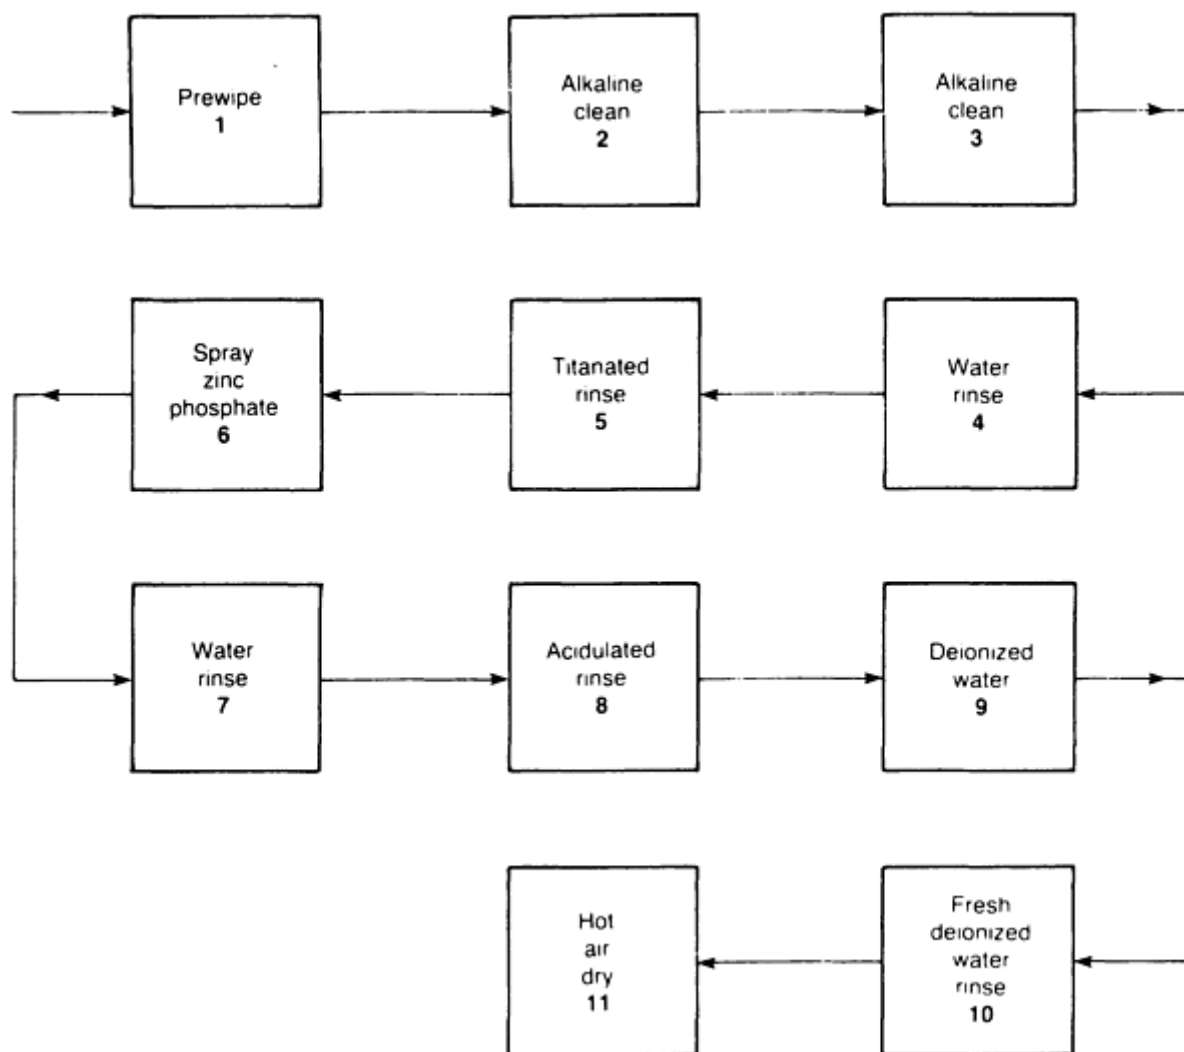 Prewipe
1
Alkaline
clean
2
Alkaline
clean
3
Water
rinse
4
Titanated
rinse
5
Spray
zinc
phosphate
6
Water
rinse
7
Acidulated
rinse
8
Deionized
water
9
Fresh
deionized
water
rinse
10
Hot
air
dry
11